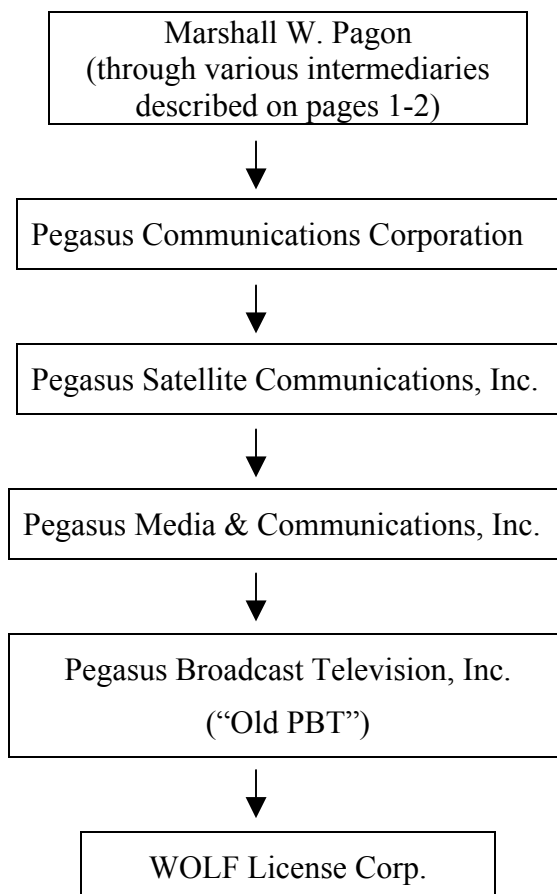 Marshall W. Pagon
(through various intermediaries
described on pages 1-2)
Pegasus Communications Corporation
Pegasus Satellite Communications, Inc.
Pegasus Media & Communications, Inc.
Pegasus Broadcast Television, Inc.
(“Old PBT”)
WOLF License Corp.